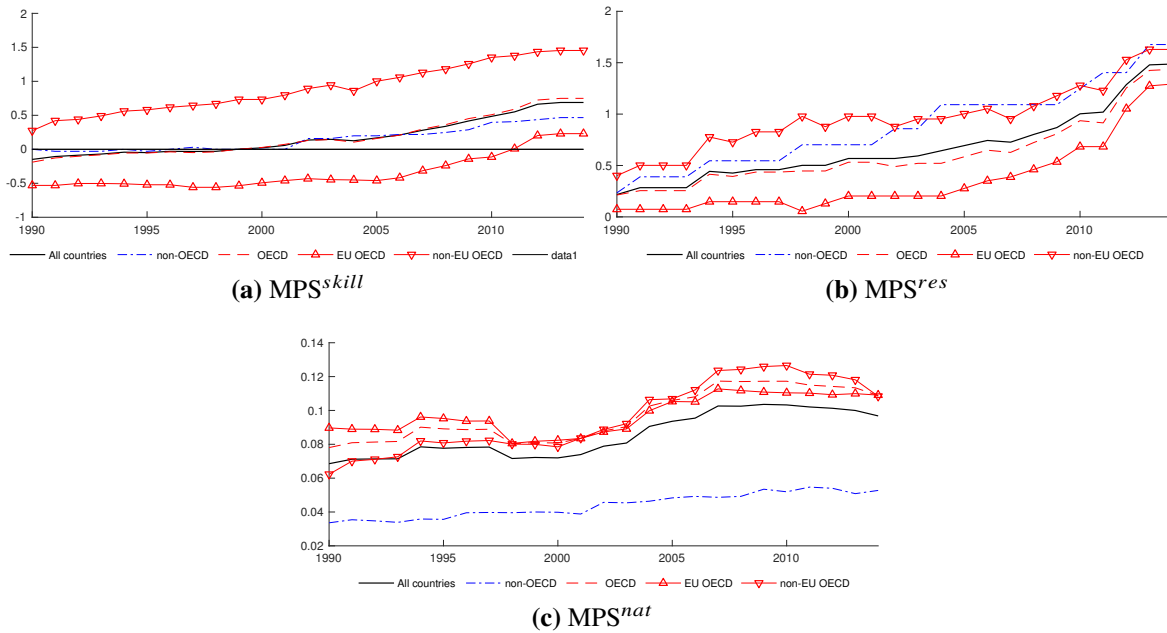 2
1.5
1
0.5
0
-0.5
-1
1990 1995 2000 2005 2010
All countries non-OECD OECD EU OECD non-EU OECD data1
(a) MPS^skill
2
1.5
1
0.5
0
1990 1995 2000 2005 2010
All countries non-OECD OECD EU OECD non-EU OECD
(b) MPS^res
0.14
0.12
0.1
0.08
0.06
0.04
0.02
1990 1995 2000 2005 2010
All countries non-OECD OECD EU OECD non-EU OECD
(c) MPS^nat